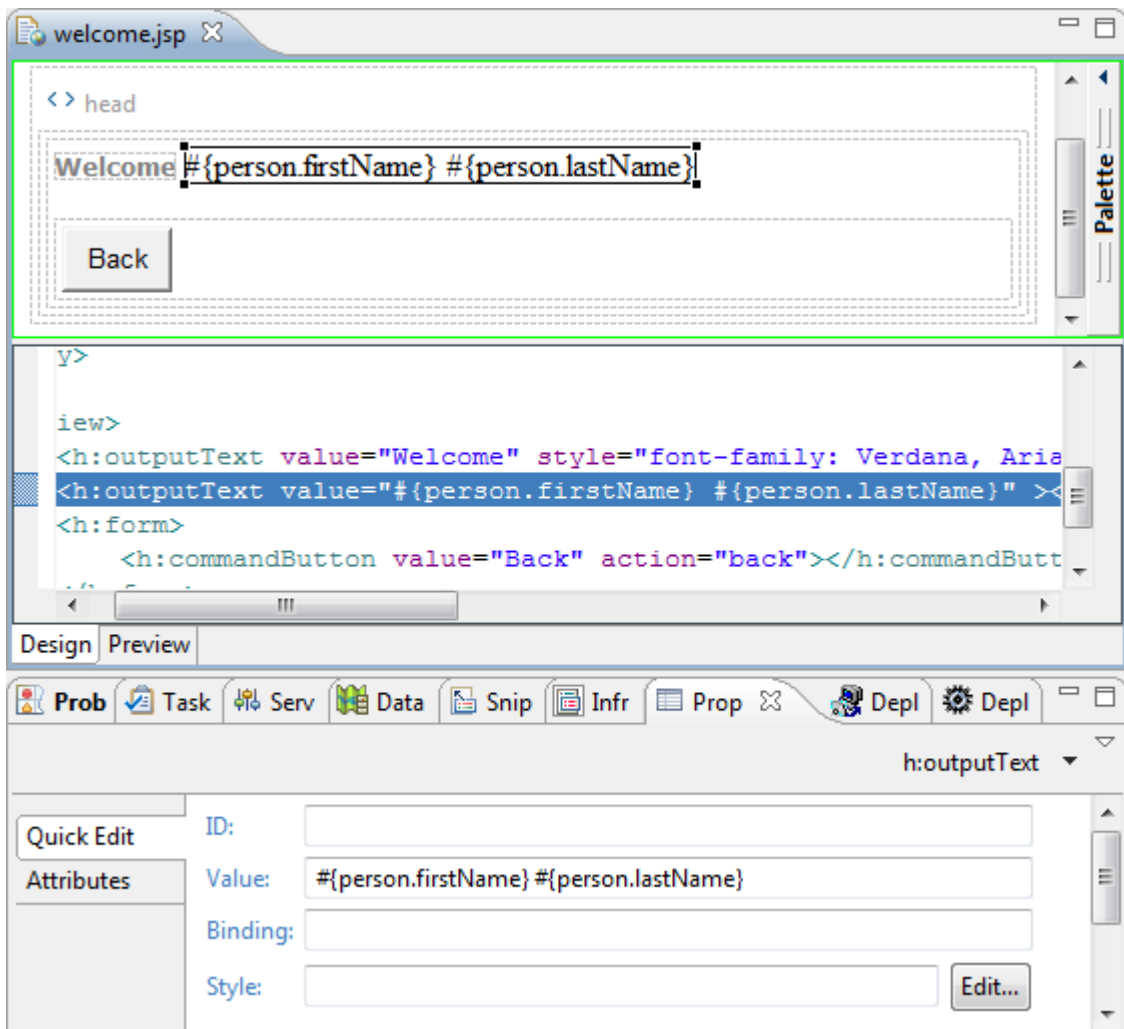 welcome.jsp
<> head
Welcome #{person.firstName} #{person.lastName}
Palette
Back
y>
iew>
<h:outputText value="Welcome" style="font-family: Verdana, Aria
<h:outputText value="#{person.firstName} #{person.lastName}" ><
<h:form>
<h:commandButton value="Back" action="back"></h:commandButt
Design Preview
Prob Task Serv Data Snip Infr Prop Depl Depl
h:outputText
Quick Edit
Attributes
ID:
Value: #{person.firstName} #{person.lastName}
Binding:
Style: Edit...